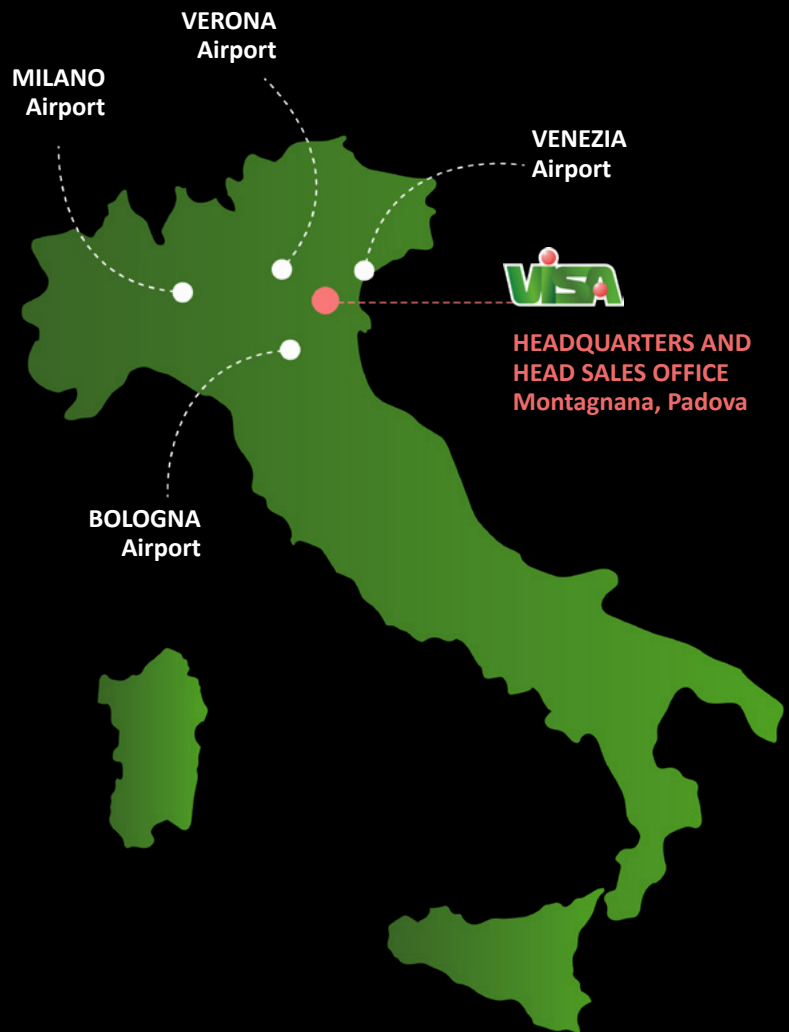 VERONA
Airport
MILANO
Airport
VENEZIA
Airport
VISA
HEADQUARTERS AND
HEAD SALES OFFICE
Montagnana, Padova
BOLOGNA
Airport